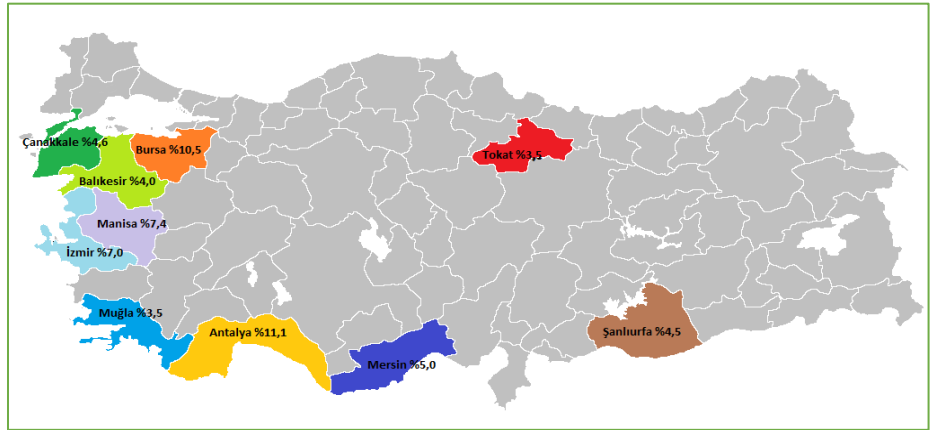 Çanakkale %4,6
Bursa %10,5
Tokat %3,5
Balıkesir %4,0
Manisa %7,4
İzmir %7,0
Muğla %3,5
Antalya %11,1
Şanlıurfa %4,5
Mersin %5,0